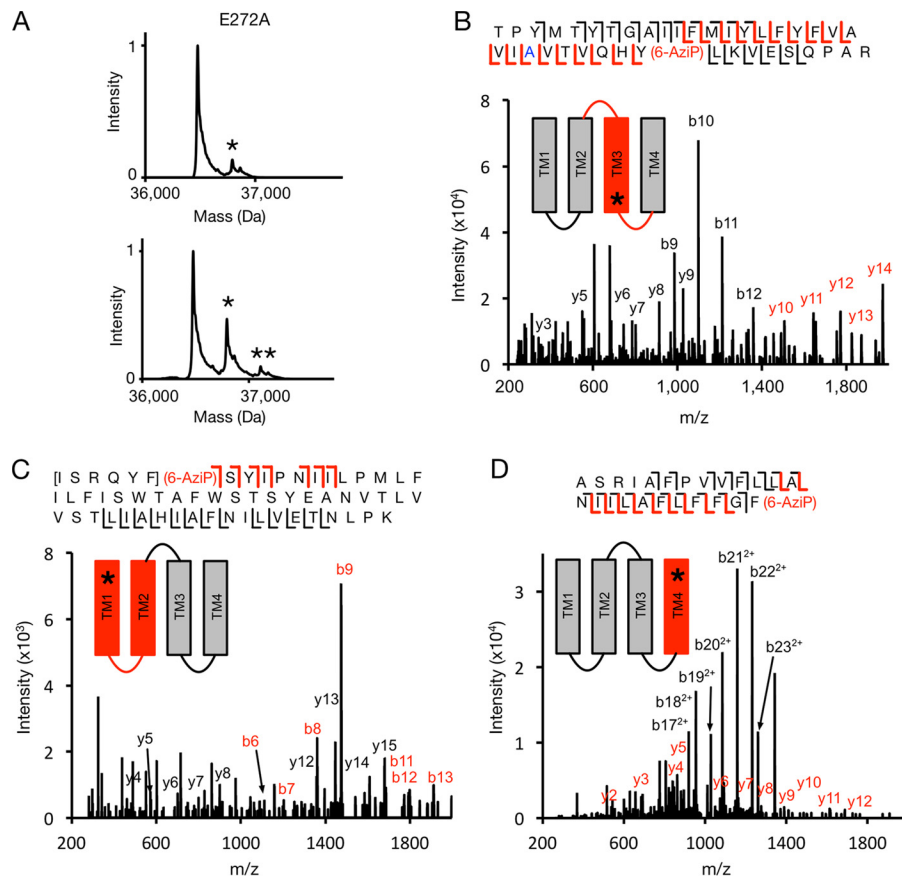 A
E272A
Intensity
1
*
0
36,000
37,000
Mass (Da)
Intensity
1
*
**
0
36,000
37,000
Mass (Da)
B
T P Y M T Y T G A I I F M I Y L F Y F V A
V I A V T V Q H Y (6-AziP) L K V E S Q P A R
Intensity (x10⁴)
8
6
4
2
0
TM1
TM2
TM3
*
TM4
y3
y5
y6
y7
y8
b9
y9
b10
b11
b12
y10
y11
y12
y13
y14
200
600
1,000
1,400
1,800
m/z
C
[I S R Q Y F] (6-AziP) S Y I P N I I L P M L F
I L F I S W T A F W S T S Y E A N V T L V
V S T L I A H I A F N I L V E T N L P K
Intensity (x10³)
8
6
4
2
0
TM1
*
TM2
TM3
TM4
y4
y5
y6
y7
y8
b6
b7
y12
b8
y13
b9
y14
y15
b11
b12
b13
200
600
1000
1400
1800
m/z
D
A S R I A F P V V F L L A
N I I L A F L F F G F (6-AziP)
Intensity (x10⁴)
3
2
1
0
TM1
TM2
TM3
TM4
*
y2
y3
y4
y5
b17²⁺
b18²⁺
b19²⁺
b20²⁺
b21²⁺
b22²⁺
b23²⁺
y6
y7
y8
y9
y10
y11
y12
200
600
1000
1400
1800
m/z